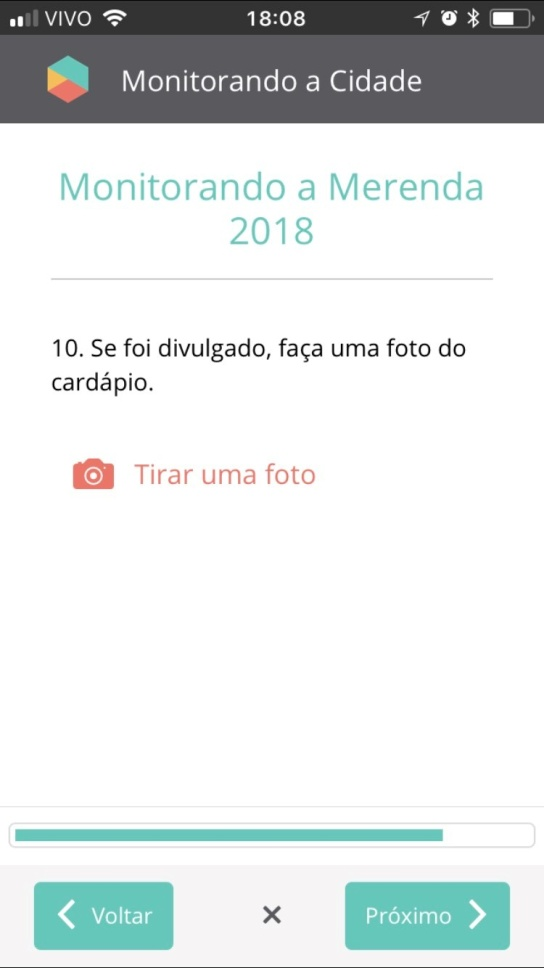 VIVO 18:08
Monitorando a Cidade
Monitorando a Merenda
2018
10. Se foi divulgado, faça uma foto do
cardápio.
Tirar uma foto
Voltar
Próximo